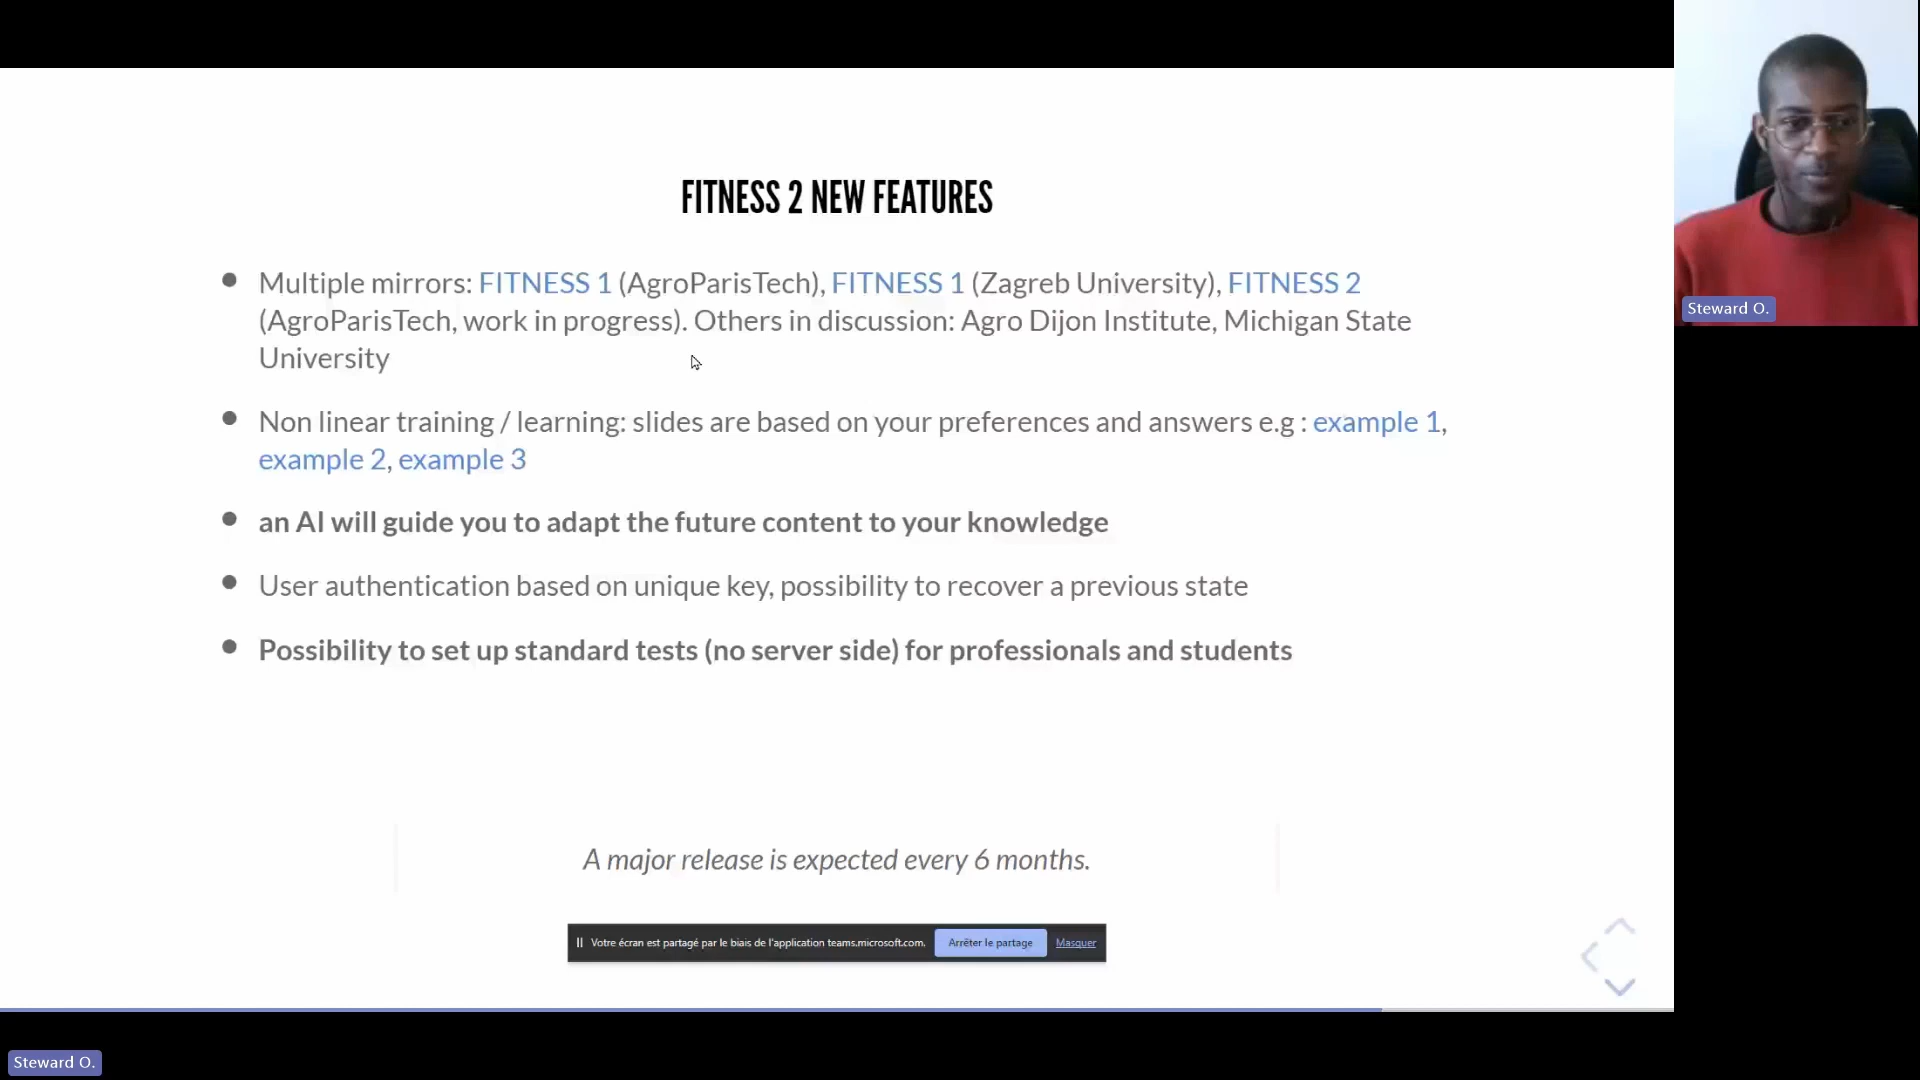 FITNESS 2 NEW FEATURES
Multiple mirrors: FITNESS 1 (AgroParisTech), FITNESS 1 (Zagreb University), FITNESS 2
(AgroParisTech, work in progress). Others in discussion: Agro Dijon Institute, Michigan State
University
Non linear training / learning: slides are based on your preferences and answers e.g : example 1,
example 2, example 3
an AI will guide you to adapt the future content to your knowledge
User authentication based on unique key, possibility to recover a previous state
Possibility to set up standard tests (no server side) for professionals and students
A major release is expected every 6 months.
Votre écran est partagé par le biais de l'application teams.microsoft.com. Arrêter le partage Masquer
Steward O.
Steward O.